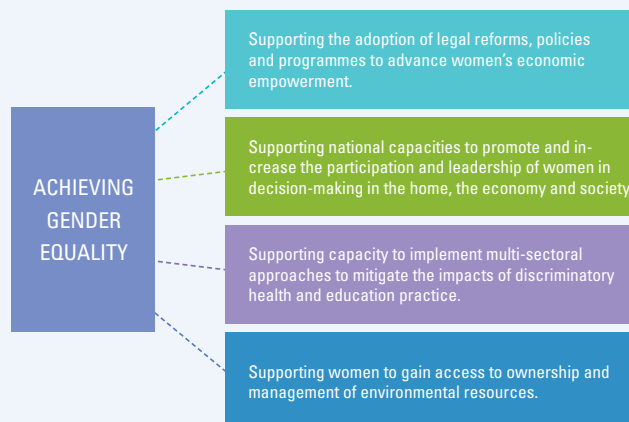 ACHIEVING
GENDER
EQUALITY
Supporting the adoption of legal reforms, policies
and programmes to advance women's economic
empowerment.
Supporting national capacities to promote and in-
crease the participation and leadership of women in
decision-making in the home, the economy and society
Supporting capacity to implement multi-sectoral
approaches to mitigate the impacts of discriminatory
health and education practice.
Supporting women to gain access to ownership and
management of environmental resources.